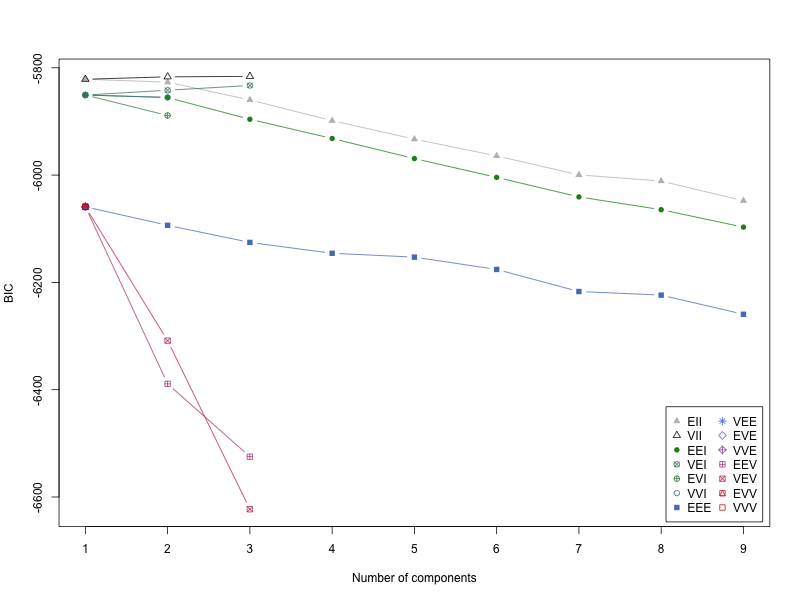 BIC
-5800
-6000
-6200
-6400
-6600
EII VEE
VII EVE
EEI VVE
VEI EEV
EVI VEV
VVI EVV
EEE VVV
1 2 3 4 5 6 7 8 9
Number of components